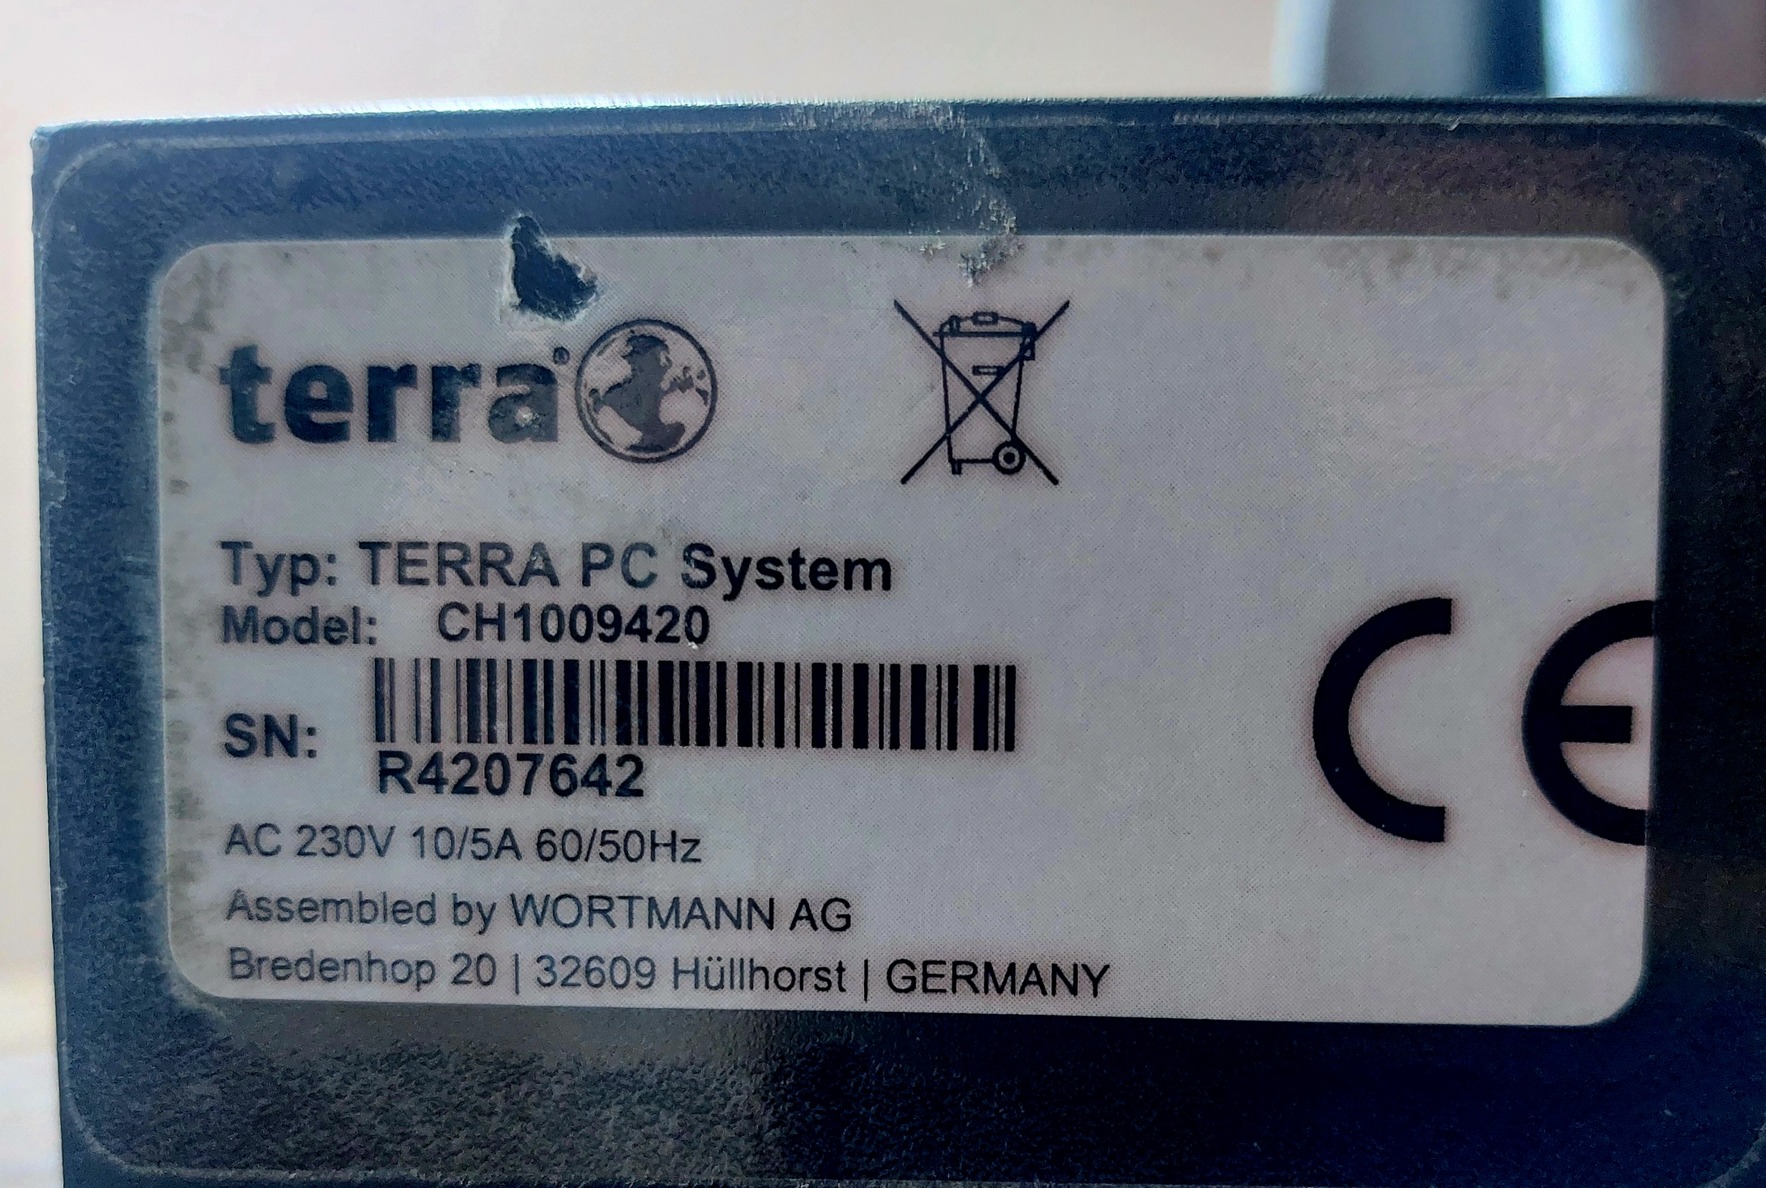 terra®
Typ: TERRA PC System
Model: CH1009420
SN:
R4207642
AC 230V 10/5A 60/50Hz
Assembled by WORTMANN AG
Bredenhop 20 | 32609 Hüllhorst | GERMANY
CE